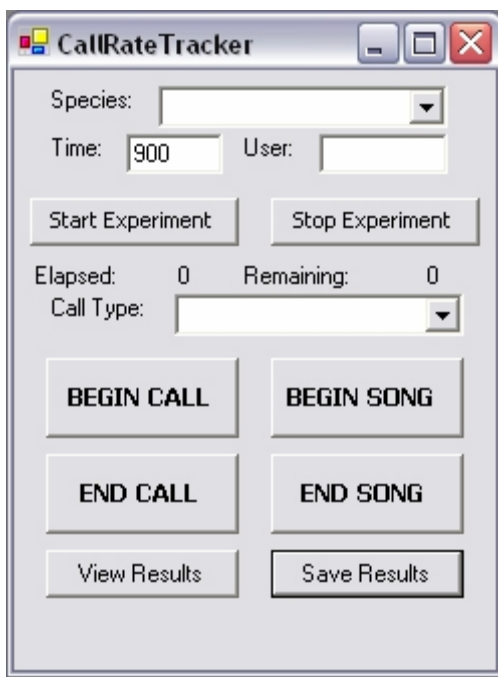 CallRateTracker
Species:
Time: 900 User:
Start Experiment Stop Experiment
Elapsed: 0 Remaining: 0
Call Type:
BEGIN CALL BEGIN SONG
END CALL END SONG
View Results Save Results